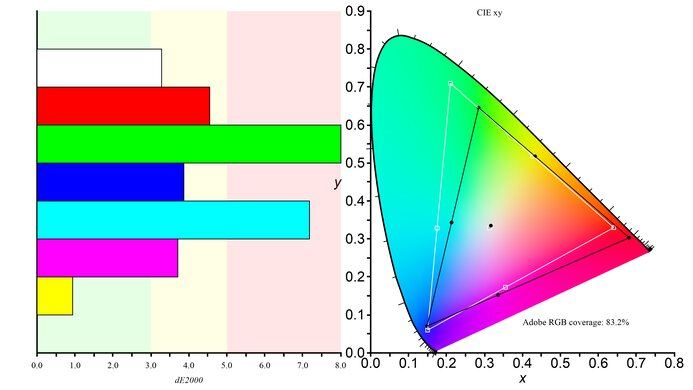 CIE xy
0.9
0.8
0.7
0.6
0.5
y
0.4
0.3
0.2
0.1
Adobe RGB coverage: 83.2%
0.0
0.0 1.0 2.0 3.0 4.0 5.0 6.0 7.0 8.0
0.0 0.1 0.2 0.3 0.4 0.5 0.6 0.7 0.8
dE2000
x